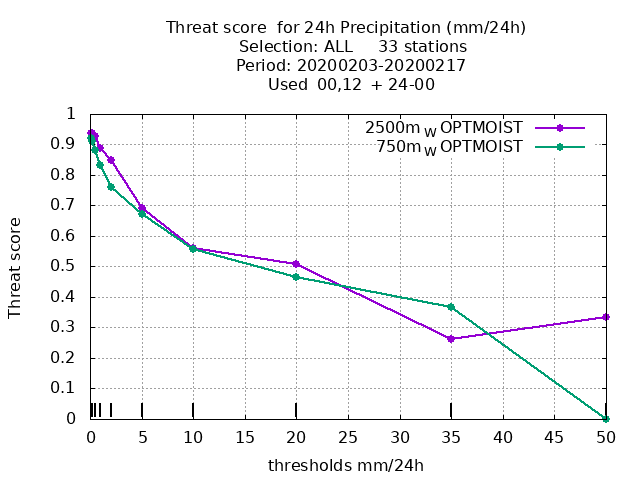 Threat score  for 24h Precipitation (mm/24h)
Selection: ALL     33 stations
Period: 20200203-20200217
Used  00,12  + 24-00
2500m W OPTMOIST
750m W OPTMOIST
Threat score
1
0.9
0.8
0.7
0.6
0.5
0.4
0.3
0.2
0.1
0
0 5 10 15 20 25 30 35 40 45 50
thresholds mm/24h